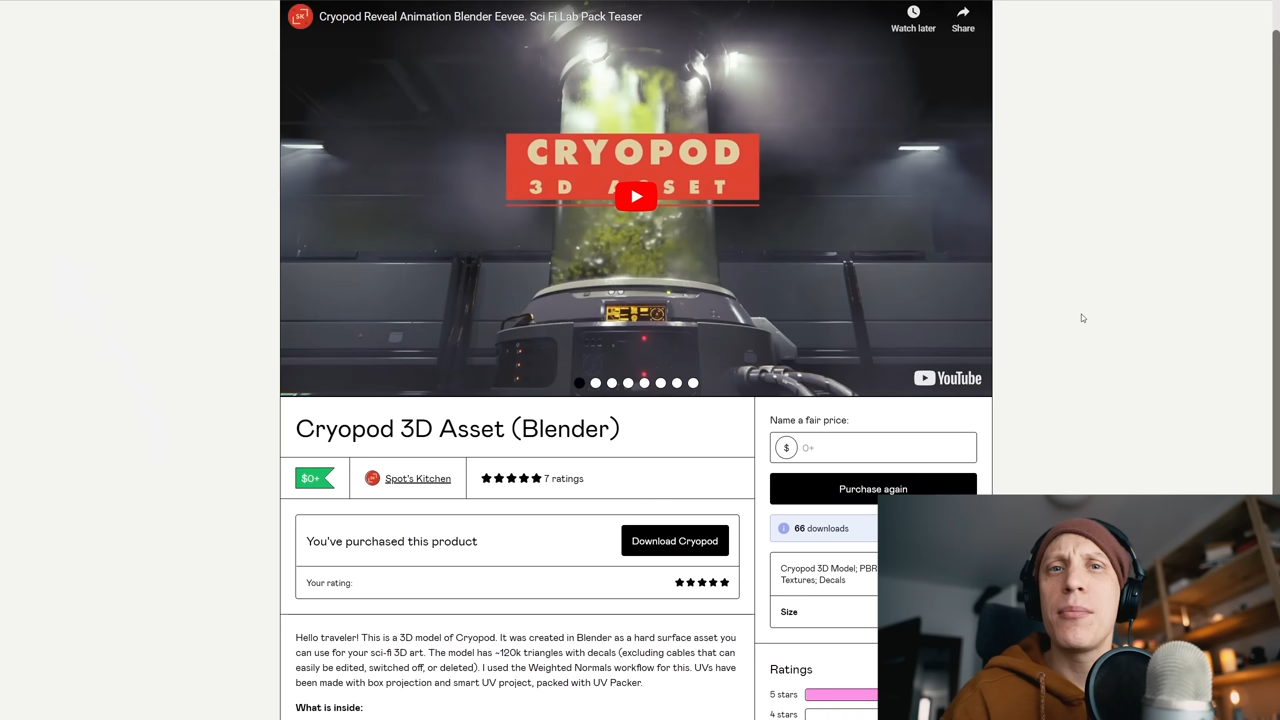 SK
Cryopod Reveal Animation Blender Eevee. Sci Fi Lab Pack Teaser
Watch later
Share
CRYOPOD
3D ASSET
YouTube
Cryopod 3D Asset (Blender)
$0+
Spot's Kitchen
7 ratings
You've purchased this product
Download Cryopod
Your rating:
Hello traveler! This is a 3D model of Cryopod. It was created in Blender as a hard surface asset you
can use for your sci-fi 3D art. The model has ~120k triangles with decals (excluding cables that can
easily be edited, switched off, or deleted). I used the Weighted Normals workflow for this. UVs have
been made with box projection and smart UV project, packed with UV Packer.
What is inside:
Name a fair price:
$ 0+
Purchase again
i 66 downloads
Cryopod 3D Model; PBR
Textures; Decals
Size
Ratings
5 stars
4 stars